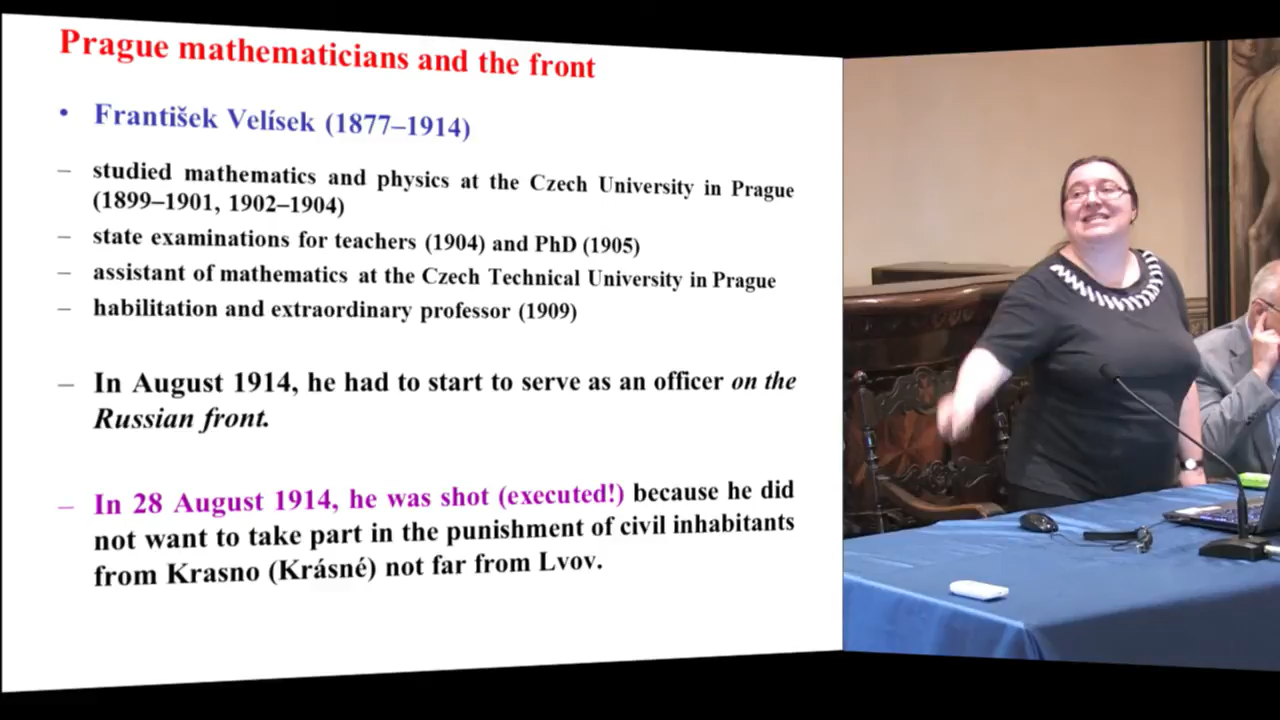 Prague mathematicians and the front
• František Velísek (1877–1914)
– studied mathematics and physics at the Czech University in Prague
(1899–1901, 1902–1904)
– state examinations for teachers (1904) and PhD (1905)
– assistant of mathematics at the Czech Technical University in Prague
– habilitation and extraordinary professor (1909)
– In August 1914, he had to start to serve as an officer on the
Russian front.
– In 28 August 1914, he was shot (executed!) because he did
not want to take part in the punishment of civil inhabitants
from Krasno (Krásné) not far from Lvov.